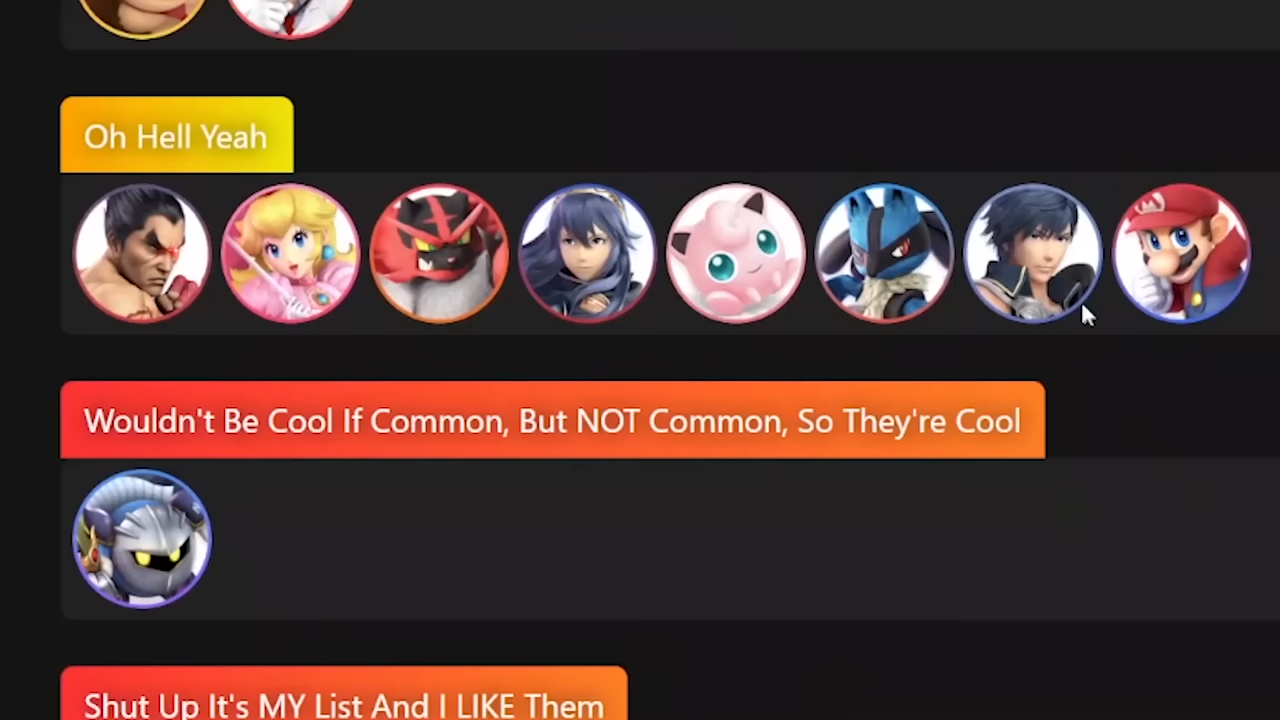 Oh Hell Yeah
Wouldn't Be Cool If Common, But NOT Common, So They're Cool
Shut Up It's MY List And I LIKE Them